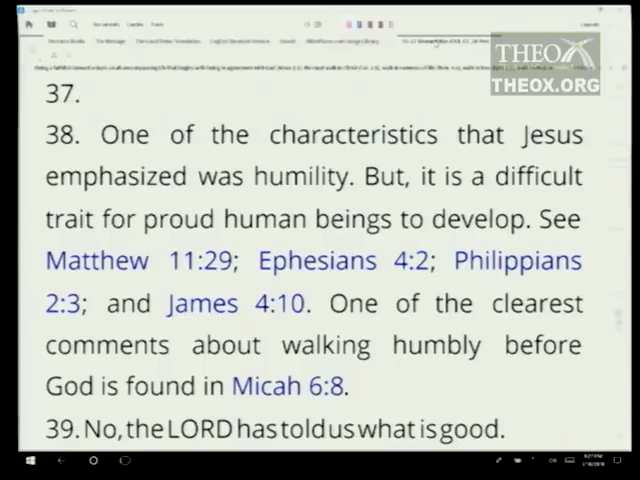 THEOX
THEOX.ORG
37.
38. One of the characteristics that Jesus
emphasized was humility. But, it is a difficult
trait for proud human beings to develop. See
Matthew 11:29; Ephesians 4:2; Philippians
2:3; and James 4:10. One of the clearest
comments about walking humbly before
God is found in Micah 6:8.
39. No, the LORD has told us what is good.